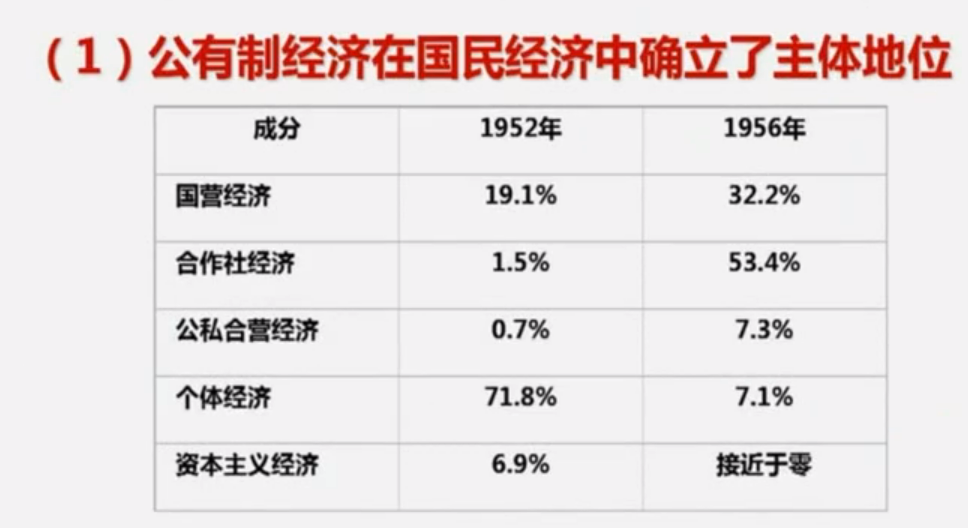 （1）公有制经济在国民经济中确立了主体地位
成分 1952年 1956年
国营经济 19.1% 32.2%
合作社经济 1.5% 53.4%
公私合营经济 0.7% 7.3%
个体经济 71.8% 7.1%
资本主义经济 6.9% 接近于零